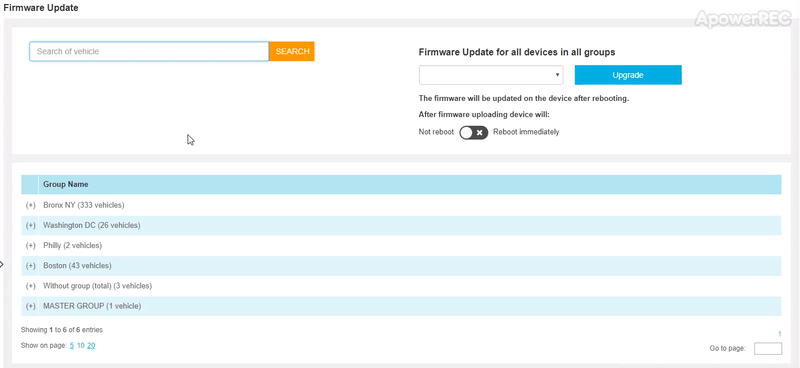 Firmware Update
ApowerREC
Search of vehicle
SEARCH
Firmware Update for all devices in all groups
Upgrade
The firmware will be updated on the device after rebooting.
After firmware uploading device will:
Not reboot Reboot immediately
Group Name
(+) Bronx NY (333 vehicles)
(+) Washington DC (26 vehicles)
(+) Philly (2 vehicles)
(+) Boston (43 vehicles)
(+) Without group (total) (3 vehicles)
(+) MASTER GROUP (1 vehicle)
Showing 1 to 6 of 6 entries
1
Show on page: 5 10 20
Go to page: